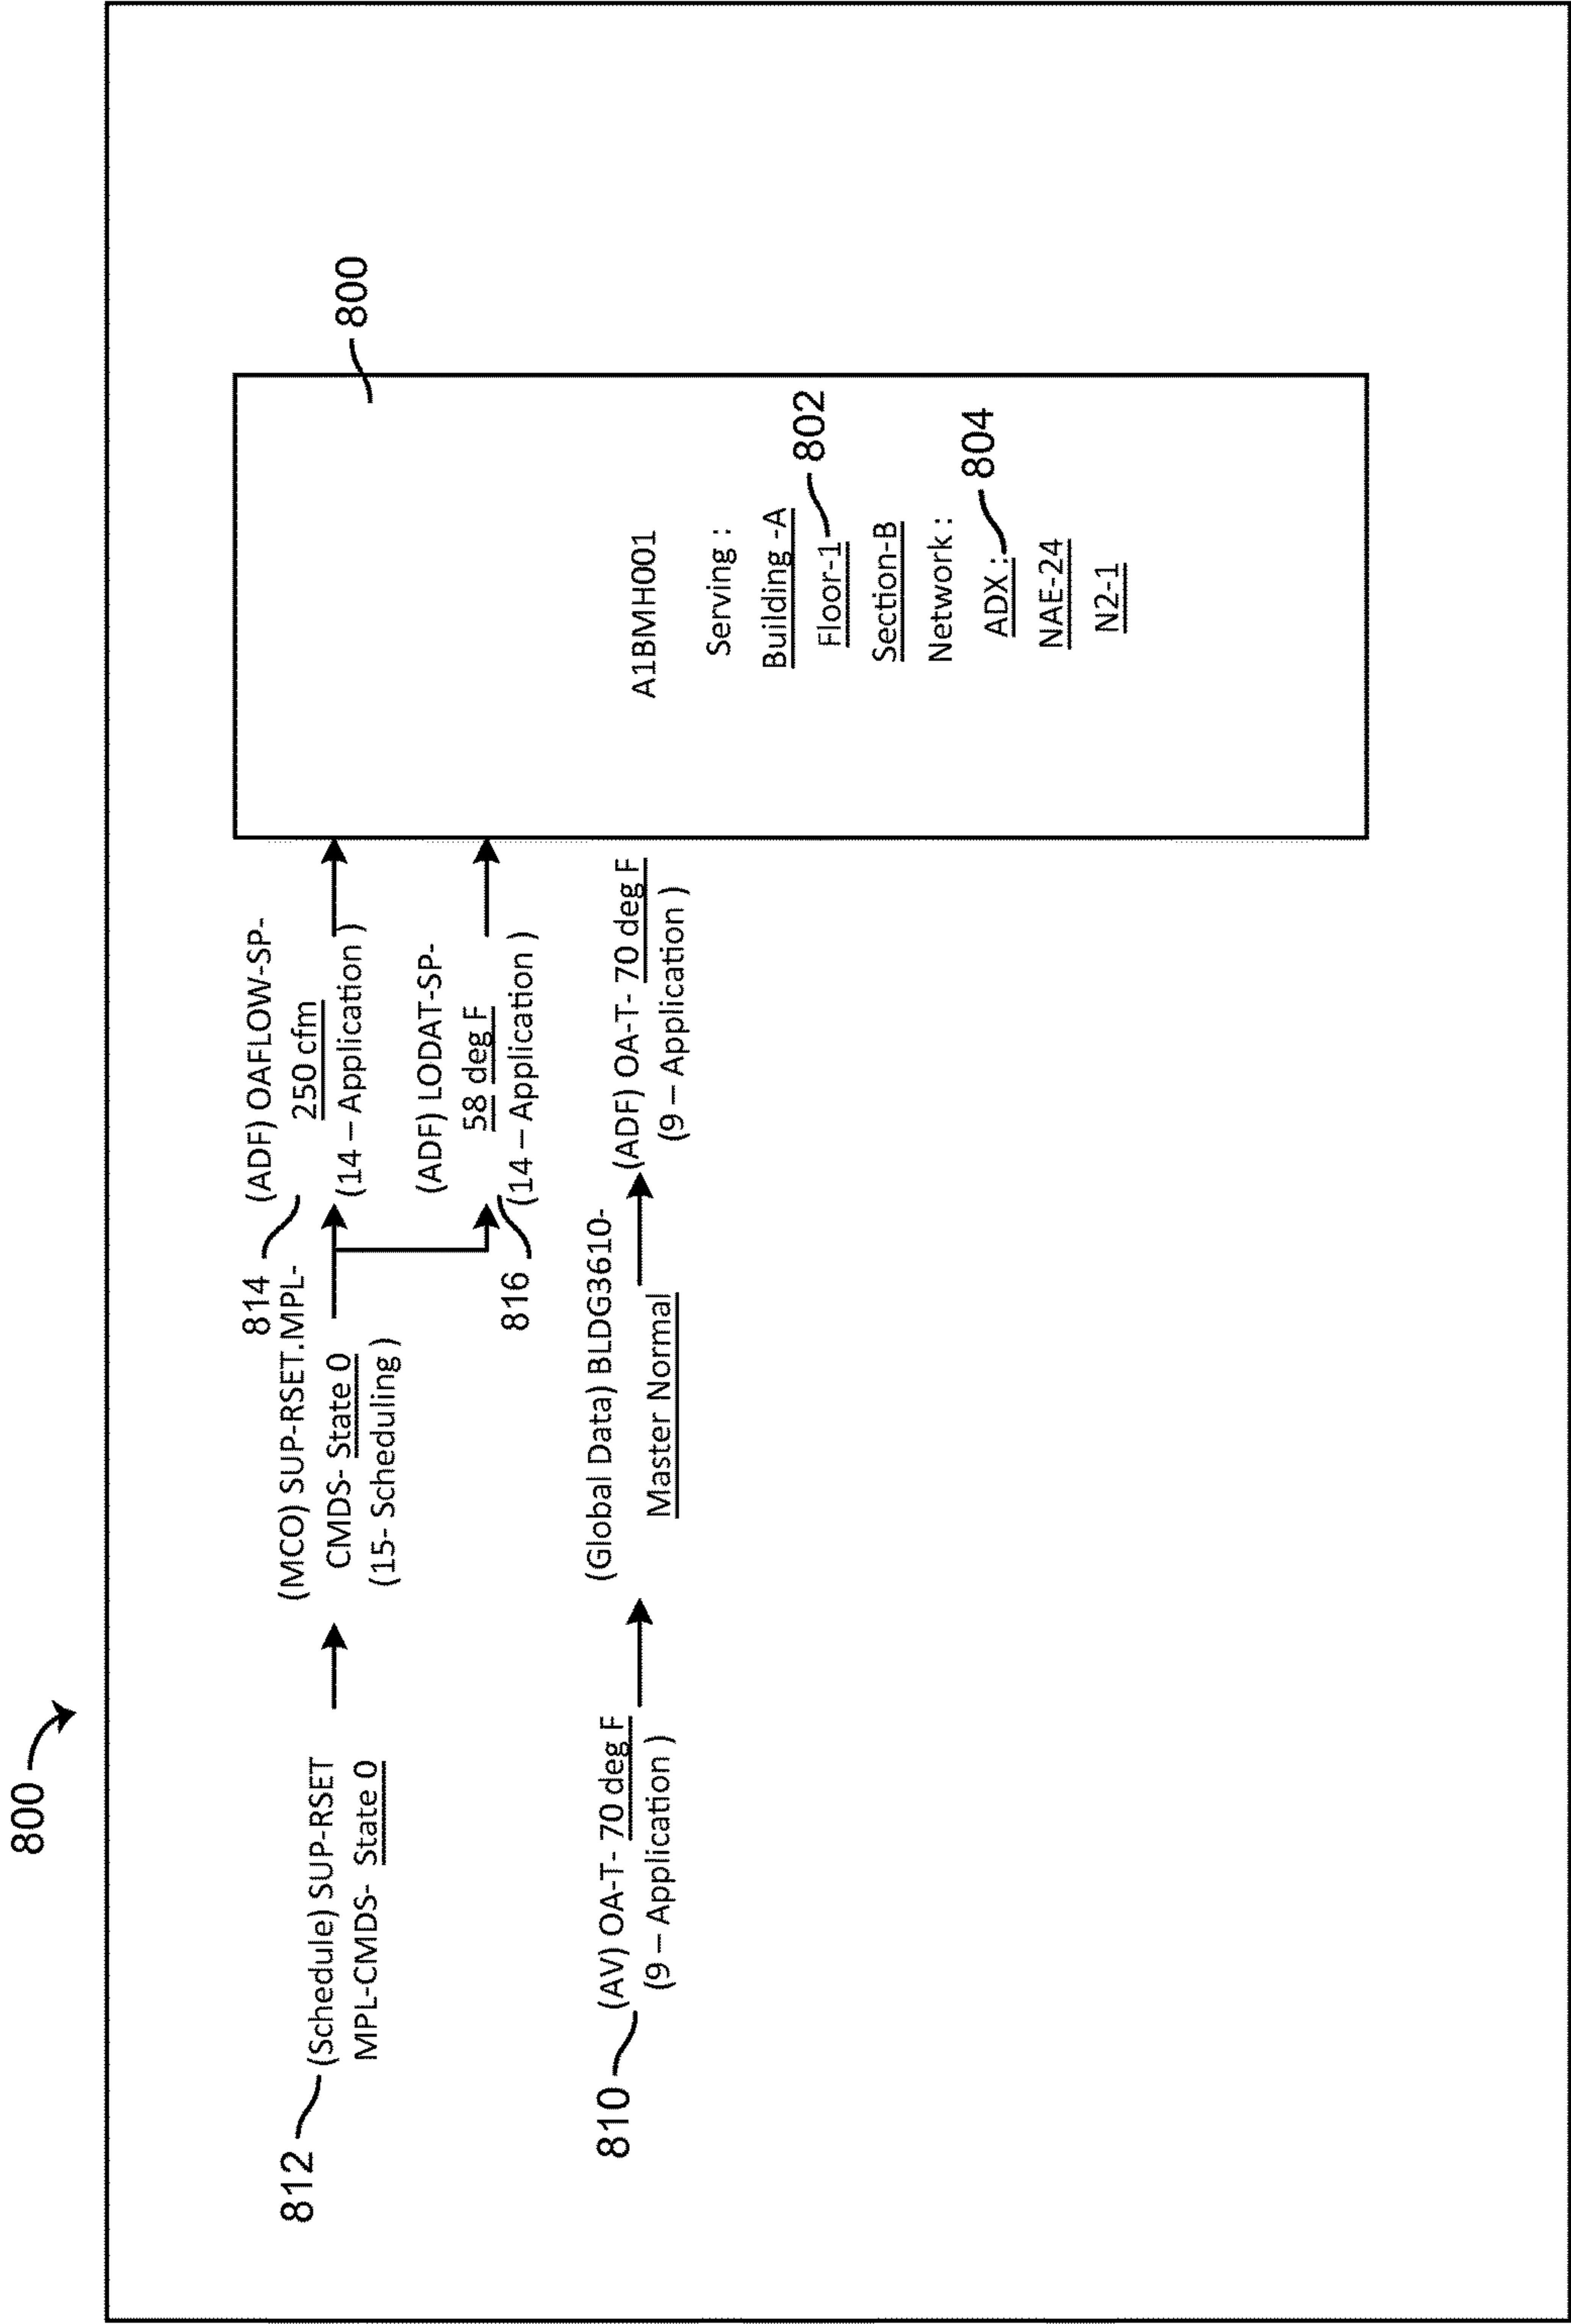 800
812
(Schedule) SUP-RSET
MPL-CMDS- State 0
(MCO) SUP-RSET.MPL-
CMDS- State 0
(15- Scheduling )
814
(ADF) OAFLOW-SP-
250 cfm
(14 – Application )
816
(ADF) LODAT-SP-
58 deg F
(14 – Application )
810
(AV) OA-T- 70 deg F
(9 – Application )
(Global Data) BLDG3610-
Master Normal
(ADF) OA-T- 70 deg F
(9 – Application )
800
A1BMH001
Serving :
Building -A
Floor-1
802
Section-B
Network :
ADX :
804
NAE-24
N2-1